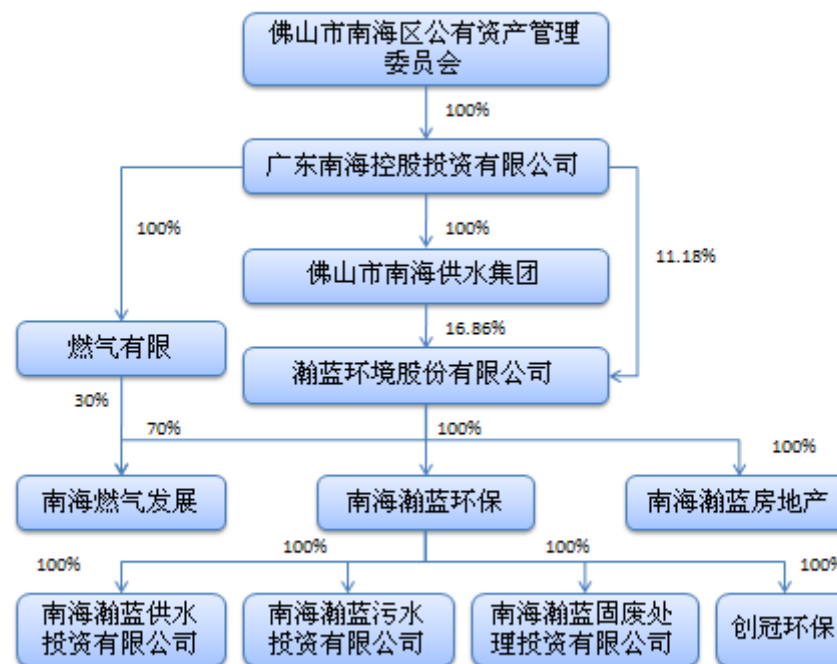 佛山市南海区公有资产管理
委员会
100%
广东南海控股投资有限公司
100%
100%
11.18%
佛山市南海供水集团
16.86%
燃气有限
瀚蓝环境股份有限公司
30%
70%
100%
100%
南海燃气发展
南海瀚蓝环保
南海瀚蓝房地产
100%
100%
100%
100%
南海瀚蓝供水
投资有限公司
南海瀚蓝污水
投资有限公司
南海瀚蓝固废处
理投资有限公司
创冠环保